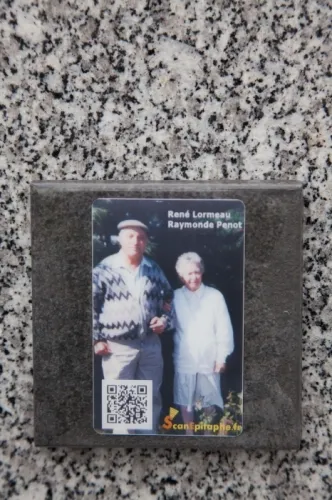 René Lormeau
Raymonde Penot
ScanEpitaphe.fr